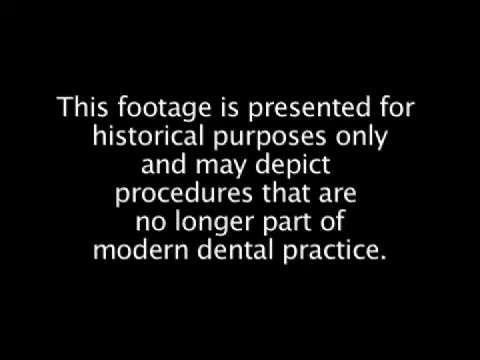 This footage is presented for
historical purposes only
and may depict
procedures that are
no longer part of
modern dental practice.